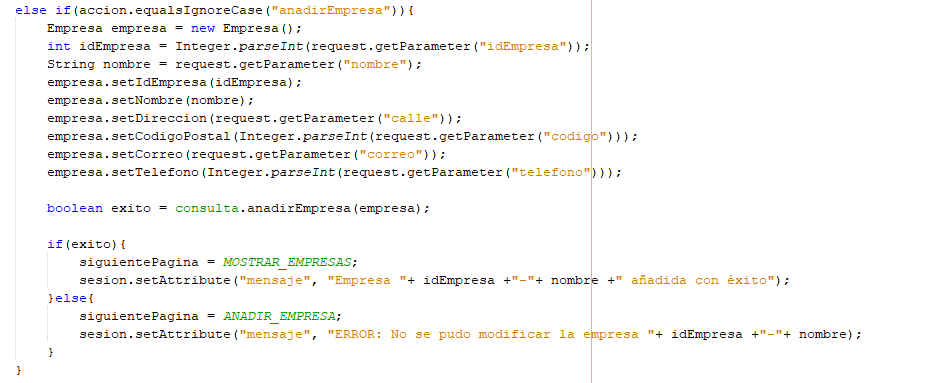 else if(accion.equalsIgnoreCase("anadirEmpresa")){
Empresa empresa = new Empresa();
int idEmpresa = Integer.parseInt(request.getParameter("idEmpresa"));
String nombre = request.getParameter("nombre");
empresa.setIdEmpresa(idEmpresa);
empresa.setNombre(nombre);
empresa.setDireccion(request.getParameter("calle"));
empresa.setCodigoPostal(Integer.parseInt(request.getParameter("codigo")));
empresa.setCorreo(request.getParameter("correo"));
empresa.setTelefono(Integer.parseInt(request.getParameter("telefono")));
boolean exito = consulta.anadirEmpresa(empresa);
if(exito){
siguientePagina = MOSTRAR_EMPRESAS;
sesion.setAttribute("mensaje", "Empresa "+ idEmpresa +"-"+ nombre +" añadida con éxito");
}else{
siguientePagina = ANADIR_EMPRESA;
sesion.setAttribute("mensaje", "ERROR: No se pudo modificar la empresa "+ idEmpresa +"-"+ nombre);
}
}